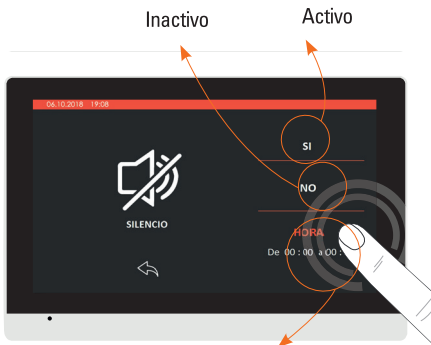 Inactivo
Activo
06.10.2018 19:08
SI
NO
SILENCIO
HORA
De 00 : 00 a 00 :